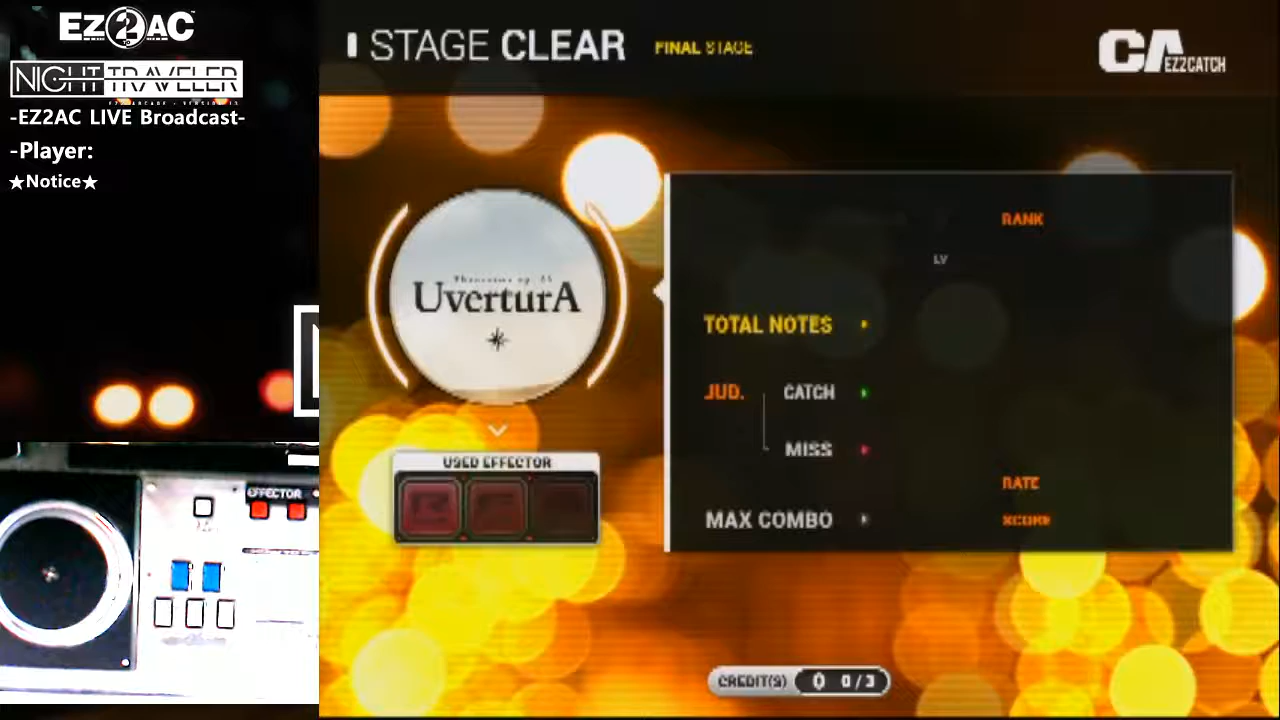 EZ2AC
NIGHT TRAVELER
-EZ2AC LIVE Broadcast-
-Player:
★Notice★
EFFECTOR
STAGE CLEAR FINAL STAGE
CA EZ2CATCH
UverturA
USED EFFECTOR
RANK
LV
TOTAL NOTES
JUD. CATCH
MISS
RATE
MAX COMBO
SCORE
CREDIT(S) 0 0/3